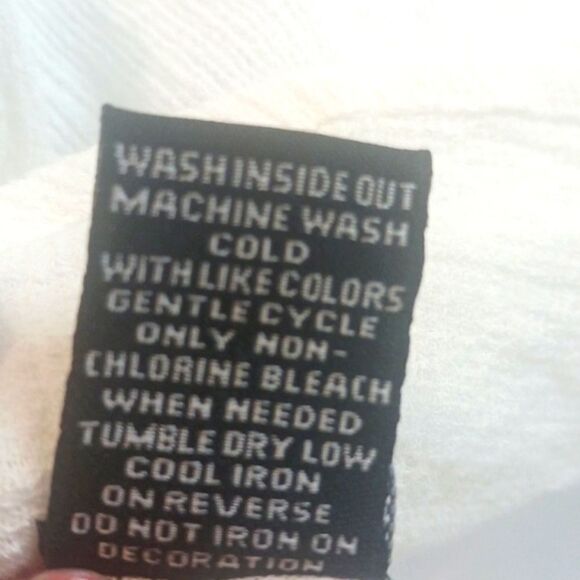 WASH INSIDE OUT
MACHINE WASH
COLD
WITH LIKE COLORS
GENTLE CYCLE
ONLY NON-
CHLORINE BLEACH
WHEN NEEDED
TUMBLE DRY LOW
COOL IRON
ON REVERSE
DO NOT IRON ON
DECORATION